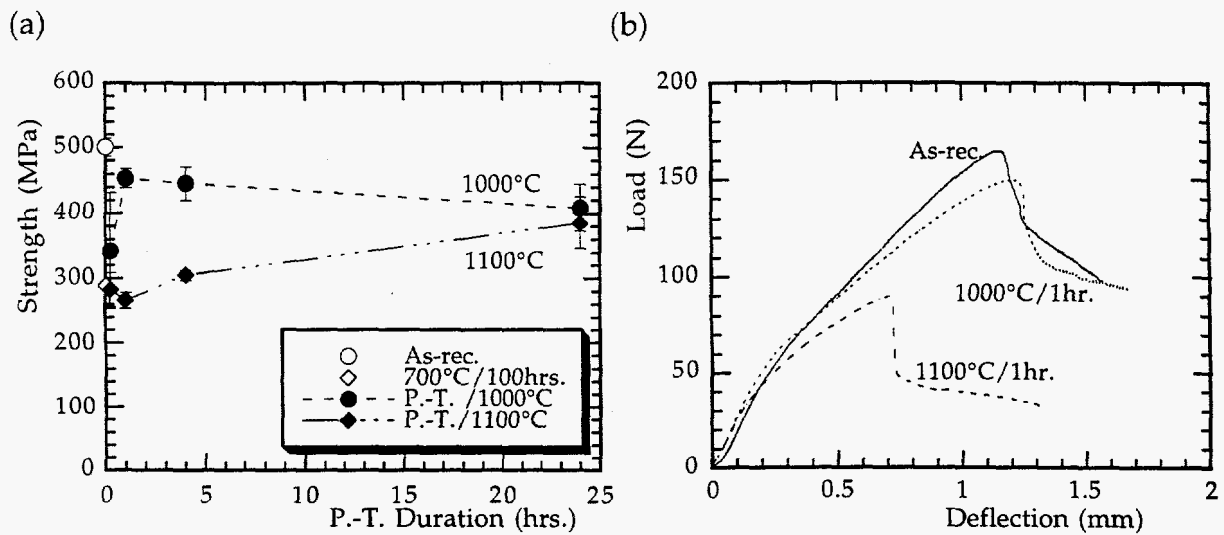 (a)
600
500
400
300
200
100
0
Strength (MPa)
1000°C
1100°C
As-rec.
700°C/100hrs.
P.-T. /1000°C
P.-T./1100°C
0 5 10 15 20 25
P.-T. Duration (hrs.)
(b)
200
150
100
50
0
Load (N)
As-rec.
1000°C/1hr.
1100°C/1hr.
0 0.5 1 1.5 2
Deflection (mm)